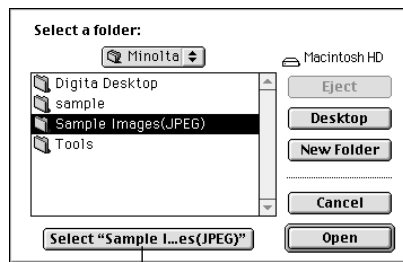 Select a folder:
Minolta
Macintosh HD
Digita Desktop
sample
Sample Images(JPEG)
Tools
Eject
Desktop
New Folder
Cancel
Select “Sample I...es(JPEG)”
Open